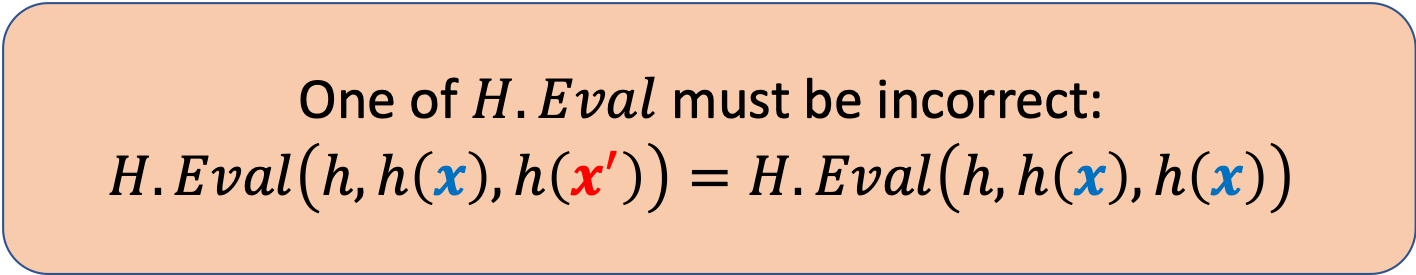 One of H.Eval must be incorrect:
H.Eval(h, h(x), h(x′)) = H.Eval(h, h(x), h(x))